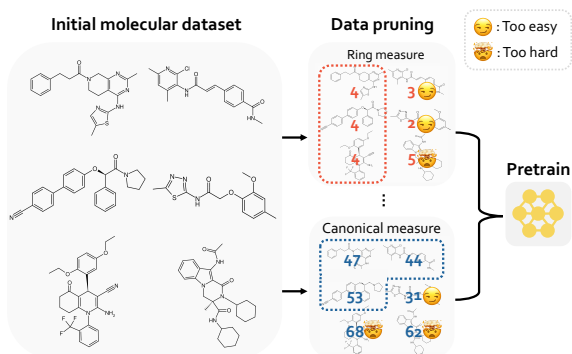 Initial molecular dataset
Data pruning
: Too easy
: Too hard
Ring measure
4 3
4 2
4 5
Canonical measure
47 44
53 31
68 62
Pretrain